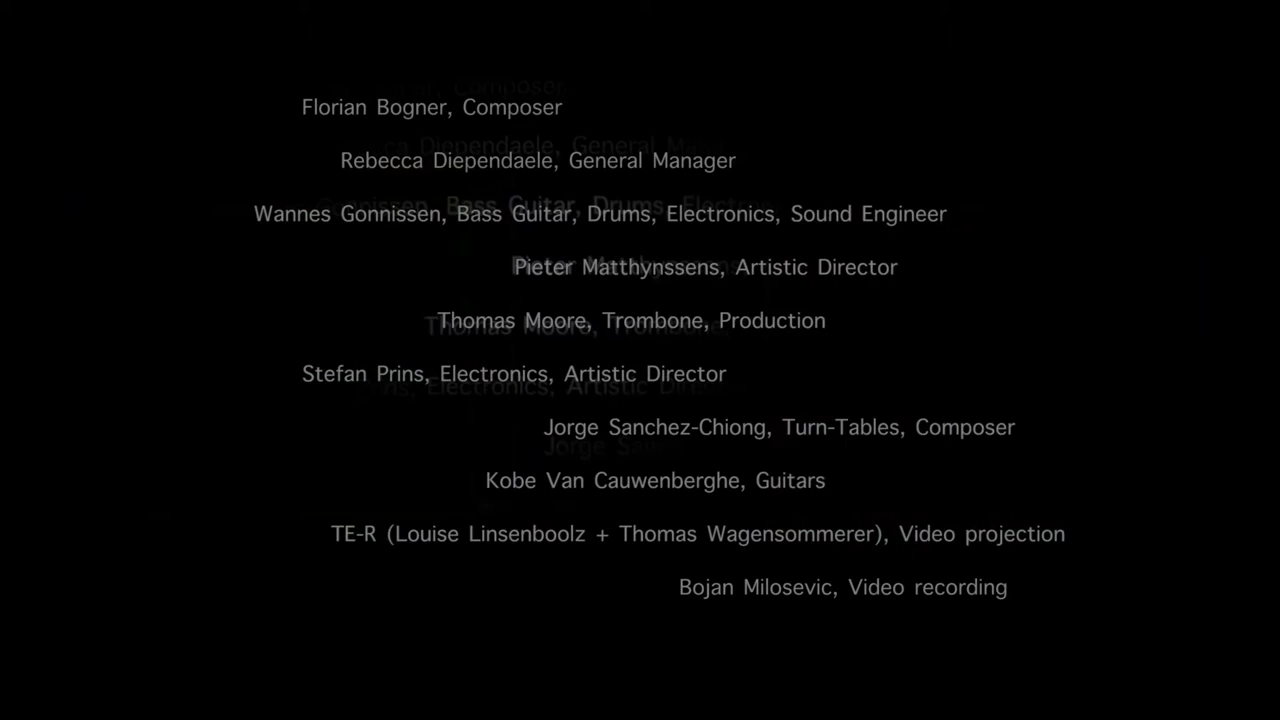 Florian Bogner, Composer
Rebecca Diependaele, General Manager
Wannes Gonnissen, Bass Guitar, Drums, Electronics, Sound Engineer
Pieter Matthynssens, Artistic Director
Thomas Moore, Trombone, Production
Stefan Prins, Electronics, Artistic Director
Jorge Sanchez-Chiong, Turn-Tables, Composer
Kobe Van Cauwenberghe, Guitars
TE-R (Louise Linsenboolz + Thomas Wagensommerer), Video projection
Bojan Milosevic, Video recording